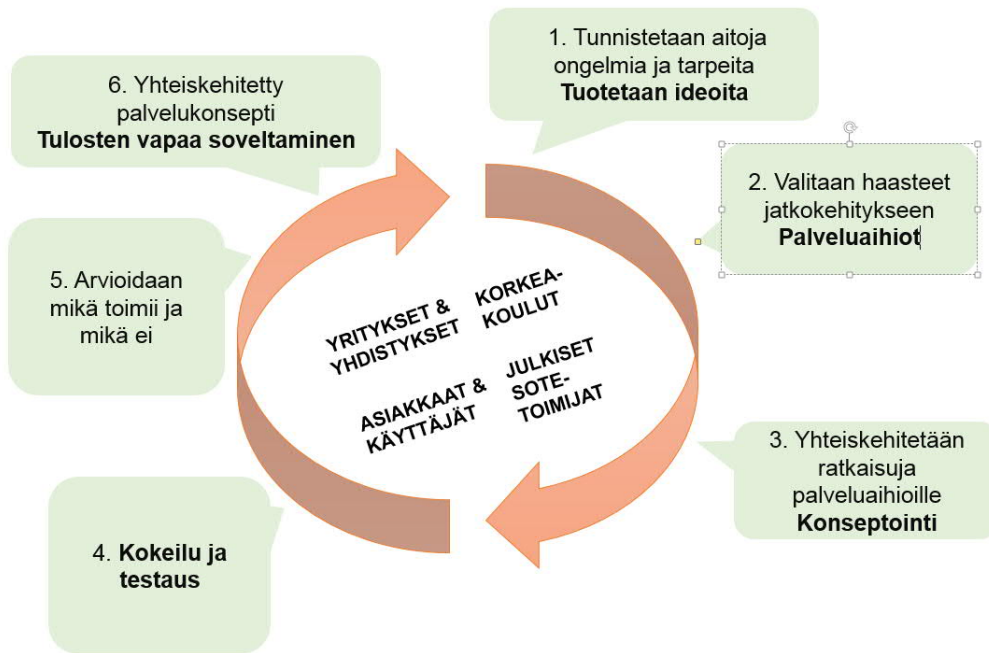 1. Tunnistetaan aitoja
ongelmia ja tarpeita
Tuotetaan ideoita
2. Valitaan haasteet
jatkokehitykseen
Palveluaihiot
3. Yhteiskehitetään
ratkaisuja
palveluaihioille
Konseptointi
4. Kokeilu ja
testaus
5. Arvioidaan
mikä toimii ja
mikä ei
6. Yhteiskehitetty
palvelukonsepti
Tulosten vapaa soveltaminen
YRITYKSET &
YHDISTYKSET
KORKEA-
KOULUT
ASIAKKAAT &
KÄYTTÄJÄT
JULKISET
SOTE-
TOIMIJAT